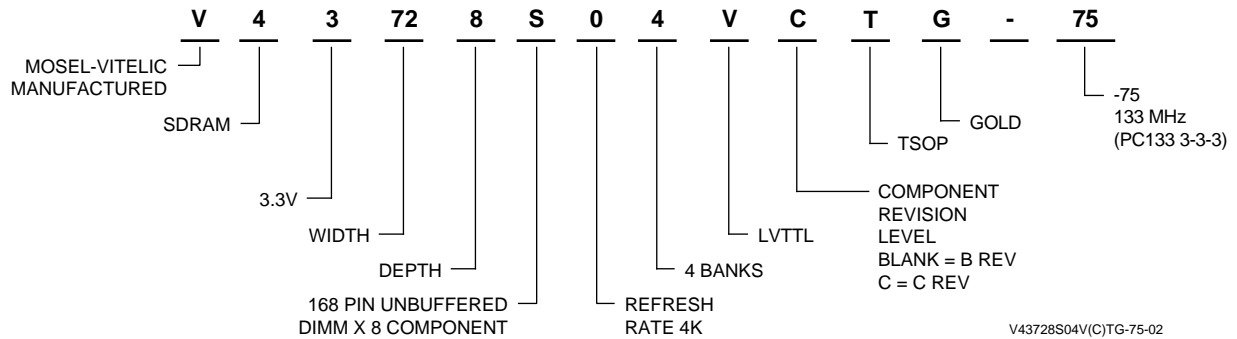 V 4 3 72 8 S 0 4 V C T G - 75
MOSEL-VITELIC
MANUFACTURED
SDRAM
3.3V
WIDTH
DEPTH
168 PIN UNBUFFERED
DIMM X 8 COMPONENT
REFRESH
RATE 4K
4 BANKS
LVTTL
COMPONENT
REVISION
LEVEL
BLANK = B REV
C = C REV
TSOP
GOLD
-75
133 MHz
(PC133 3-3-3)
V43728S04V(C)TG-75-02